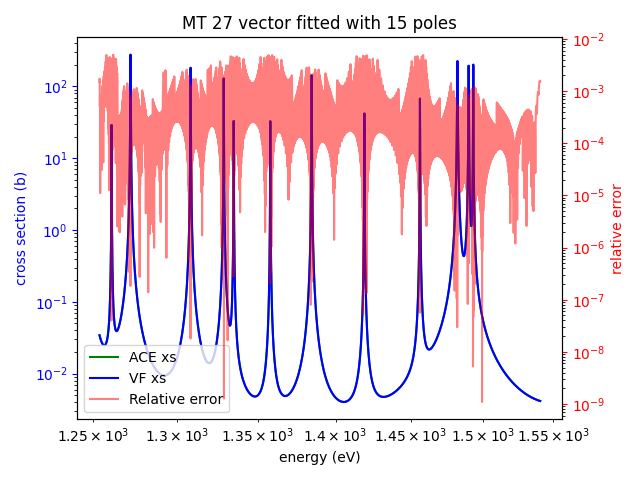 MT 27 vector fitted with 15 poles
cross section (b)
10²
10¹
10⁰
10⁻¹
10⁻²
10⁻²
10⁻³
10⁻⁴
10⁻⁵
10⁻⁶
10⁻⁷
10⁻⁸
10⁻⁹
relative error
ACE xs
VF xs
Relative error
1.25 × 10³ 1.3 × 10³ 1.35 × 10³ 1.4 × 10³ 1.45 × 10³ 1.5 × 10³ 1.55 × 10³
energy (eV)